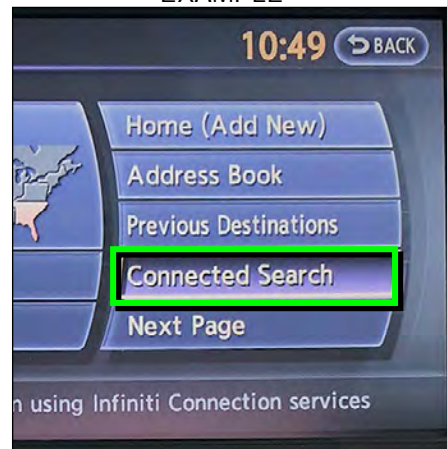 10:49 BACK
Home (Add New)
Address Book
Previous Destinations
Connected Search
Next Page
using Infiniti Connection services